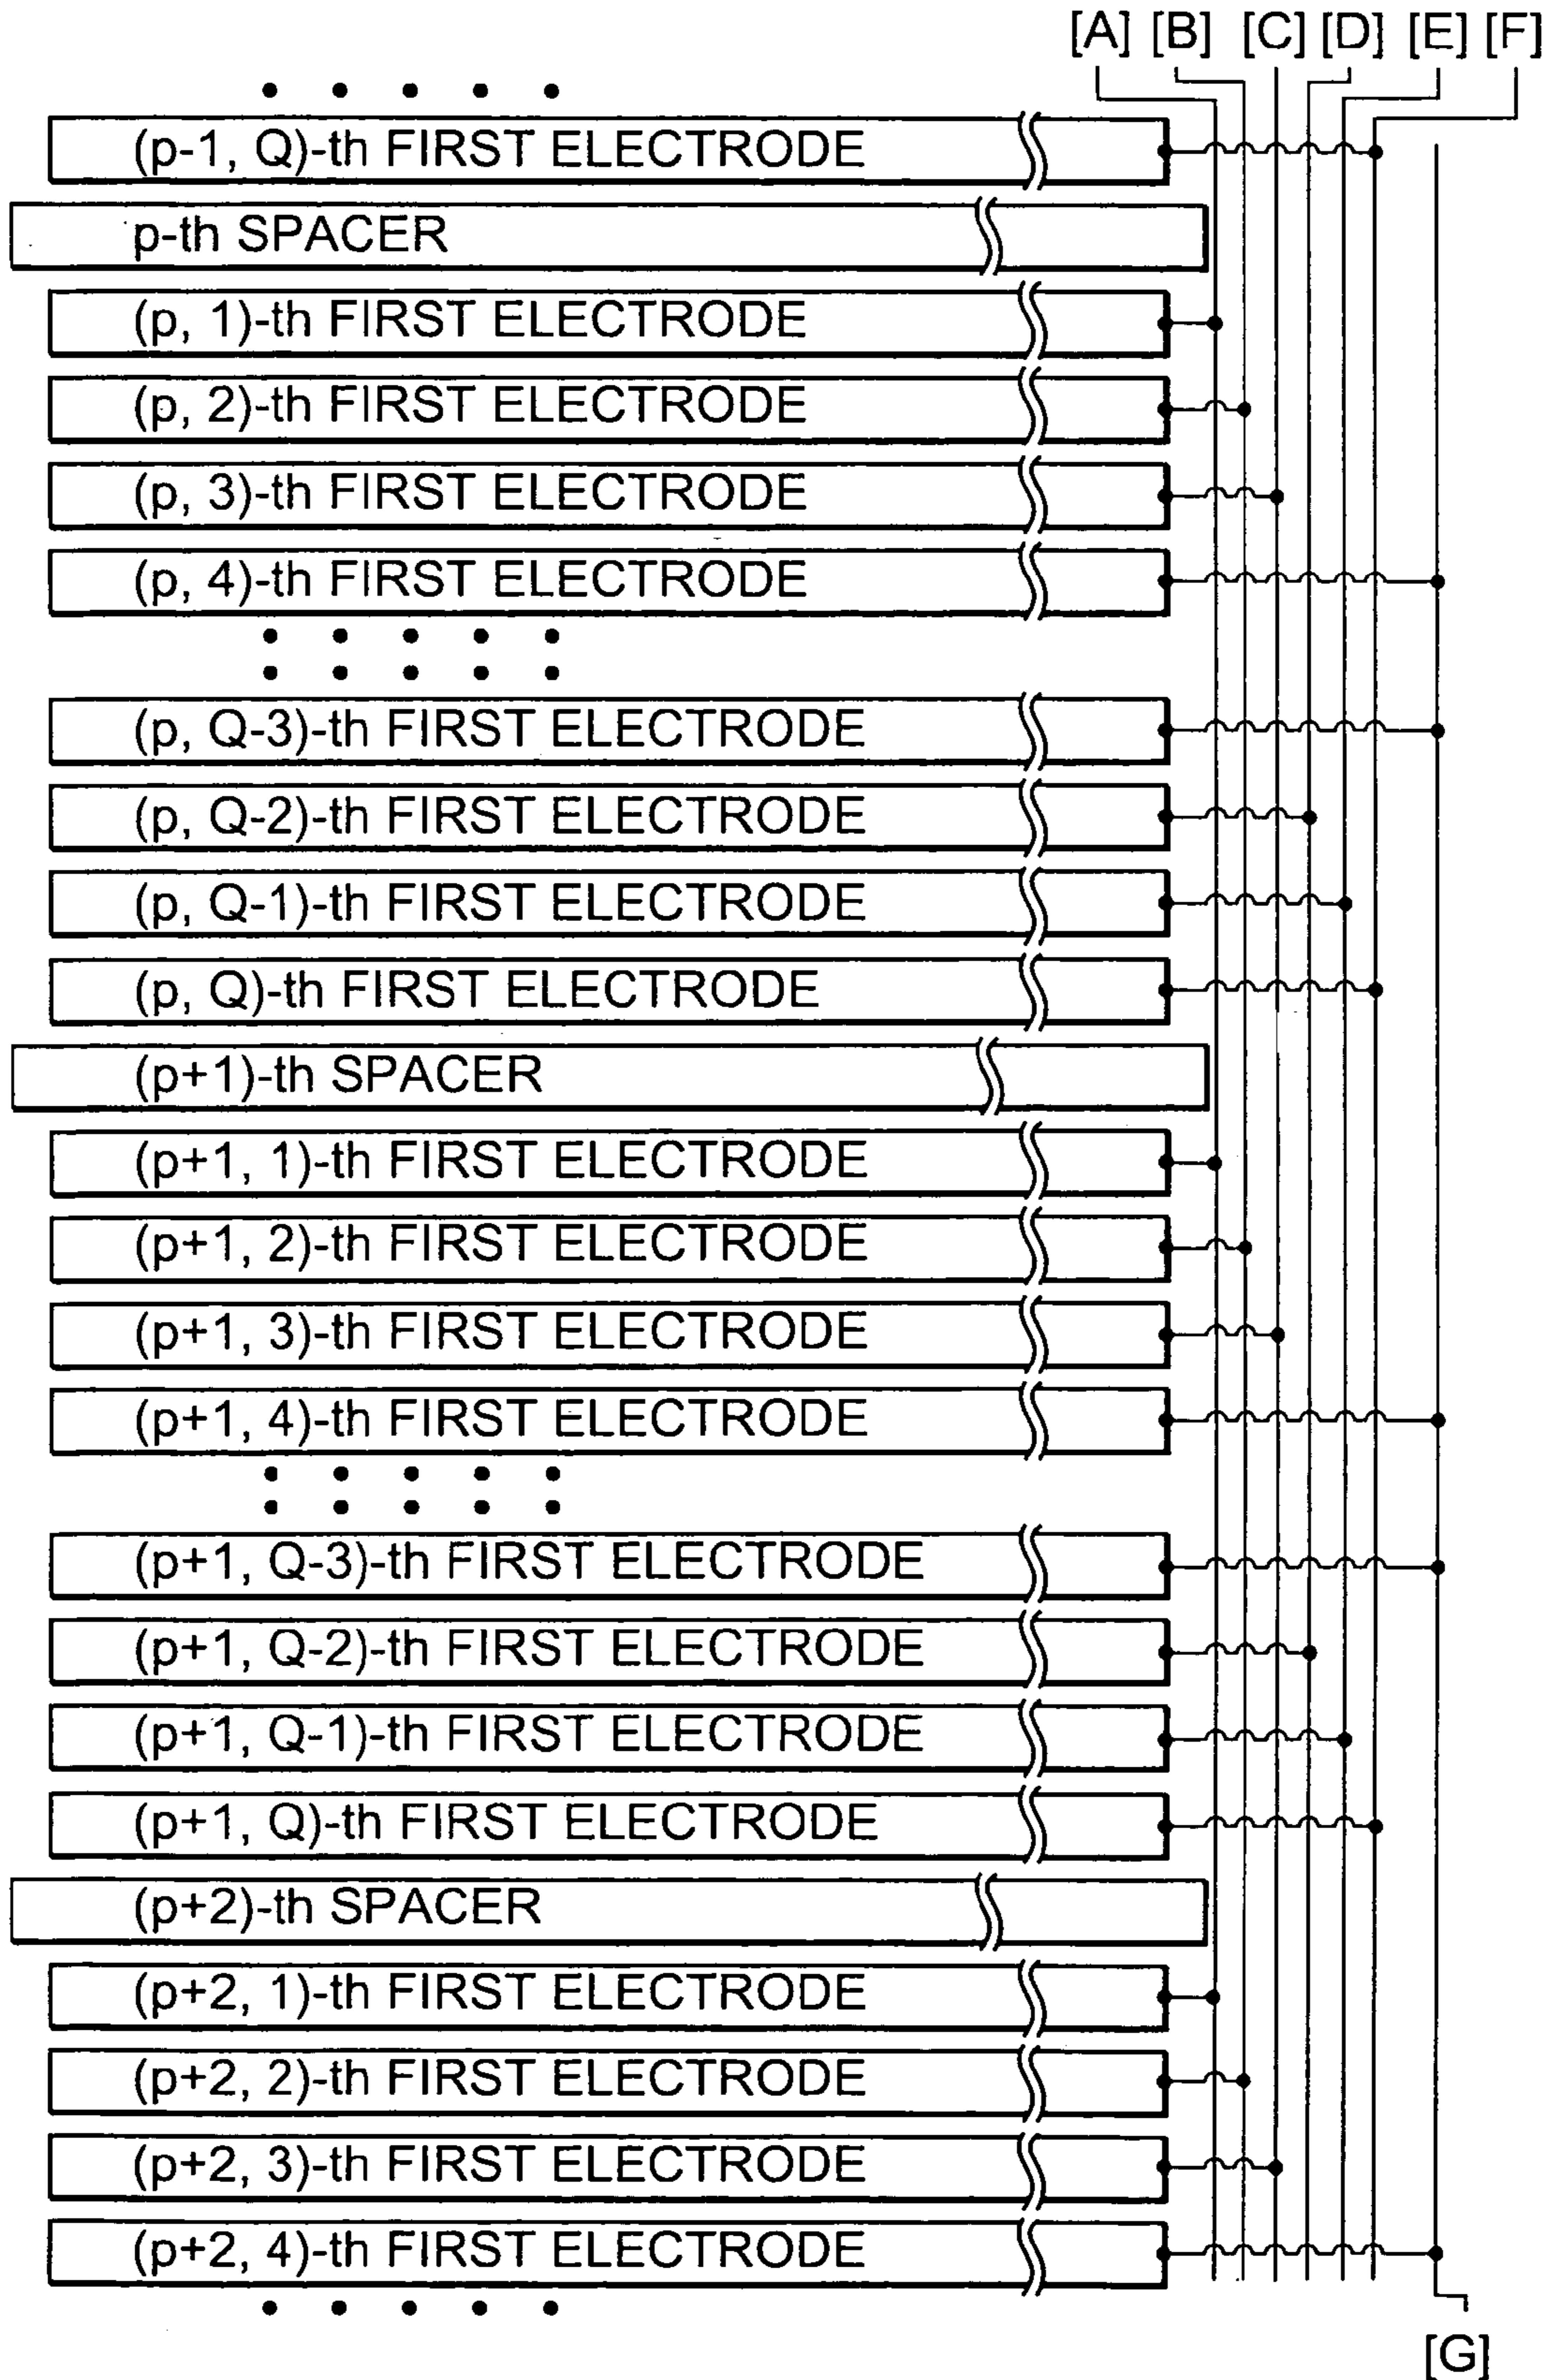 [A] [B] [C] [D] [E] [F]
(p-1, Q)-th FIRST ELECTRODE
p-th SPACER
(p, 1)-th FIRST ELECTRODE
(p, 2)-th FIRST ELECTRODE
(p, 3)-th FIRST ELECTRODE
(p, 4)-th FIRST ELECTRODE
(p, Q-3)-th FIRST ELECTRODE
(p, Q-2)-th FIRST ELECTRODE
(p, Q-1)-th FIRST ELECTRODE
(p, Q)-th FIRST ELECTRODE
(p+1)-th SPACER
(p+1, 1)-th FIRST ELECTRODE
(p+1, 2)-th FIRST ELECTRODE
(p+1, 3)-th FIRST ELECTRODE
(p+1, 4)-th FIRST ELECTRODE
(p+1, Q-3)-th FIRST ELECTRODE
(p+1, Q-2)-th FIRST ELECTRODE
(p+1, Q-1)-th FIRST ELECTRODE
(p+1, Q)-th FIRST ELECTRODE
(p+2)-th SPACER
(p+2, 1)-th FIRST ELECTRODE
(p+2, 2)-th FIRST ELECTRODE
(p+2, 3)-th FIRST ELECTRODE
(p+2, 4)-th FIRST ELECTRODE
[G]